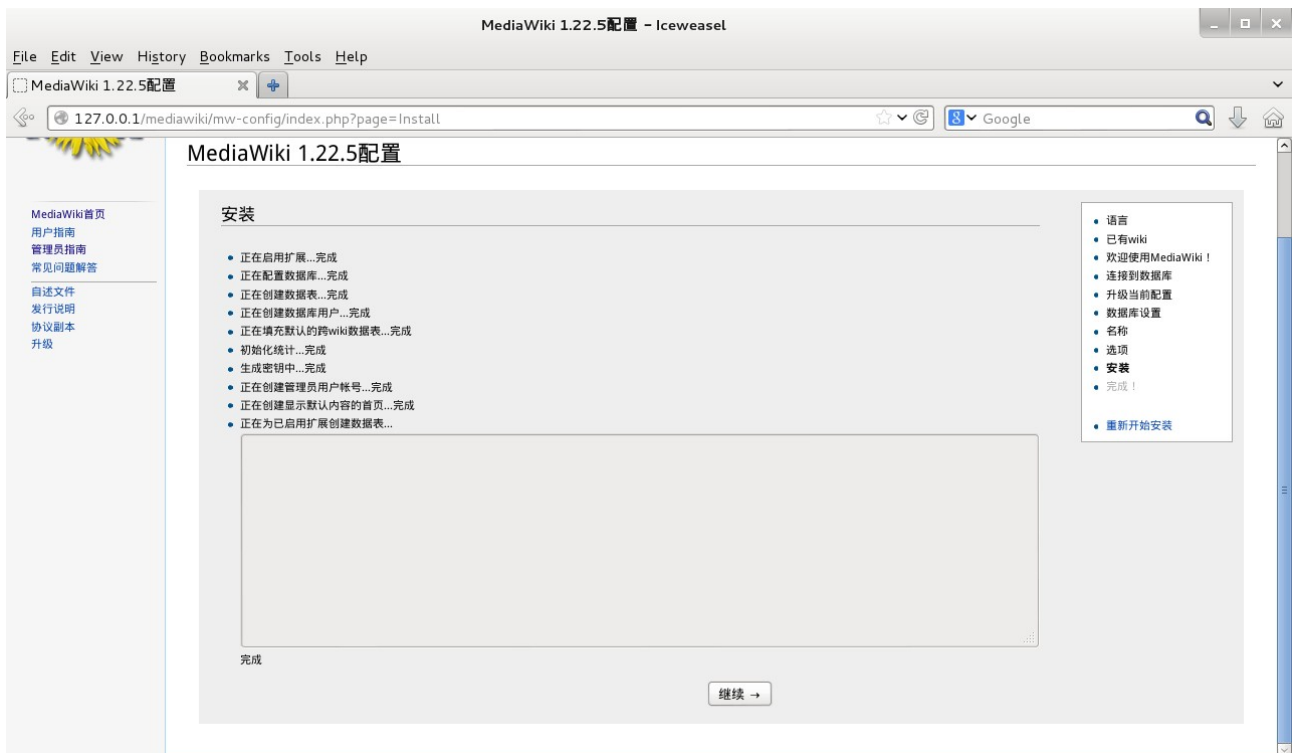 MediaWiki 1.22.5配置 – Iceweasel
File Edit View History Bookmarks Tools Help
MediaWiki 1.22.5配置
127.0.0.1/mediawiki/mw-config/index.php?page=Install
Google
MediaWiki 1.22.5配置
MediaWiki首页
用户指南
管理员指南
常见问题解答
自述文件
发行说明
协议副本
升级
安装
正在启用扩展...完成
正在配置数据库...完成
正在创建数据表...完成
正在创建数据库用户...完成
正在填充默认的跨wiki数据表...完成
初始化统计...完成
生成密钥中...完成
正在创建管理员用户帐号...完成
正在创建显示默认内容的首页...完成
正在为已启用扩展创建数据表...
完成
继续 →
语言
已有wiki
欢迎使用MediaWiki！
连接到数据库
升级当前配置
数据库设置
名称
选项
安装
完成！
重新开始安装